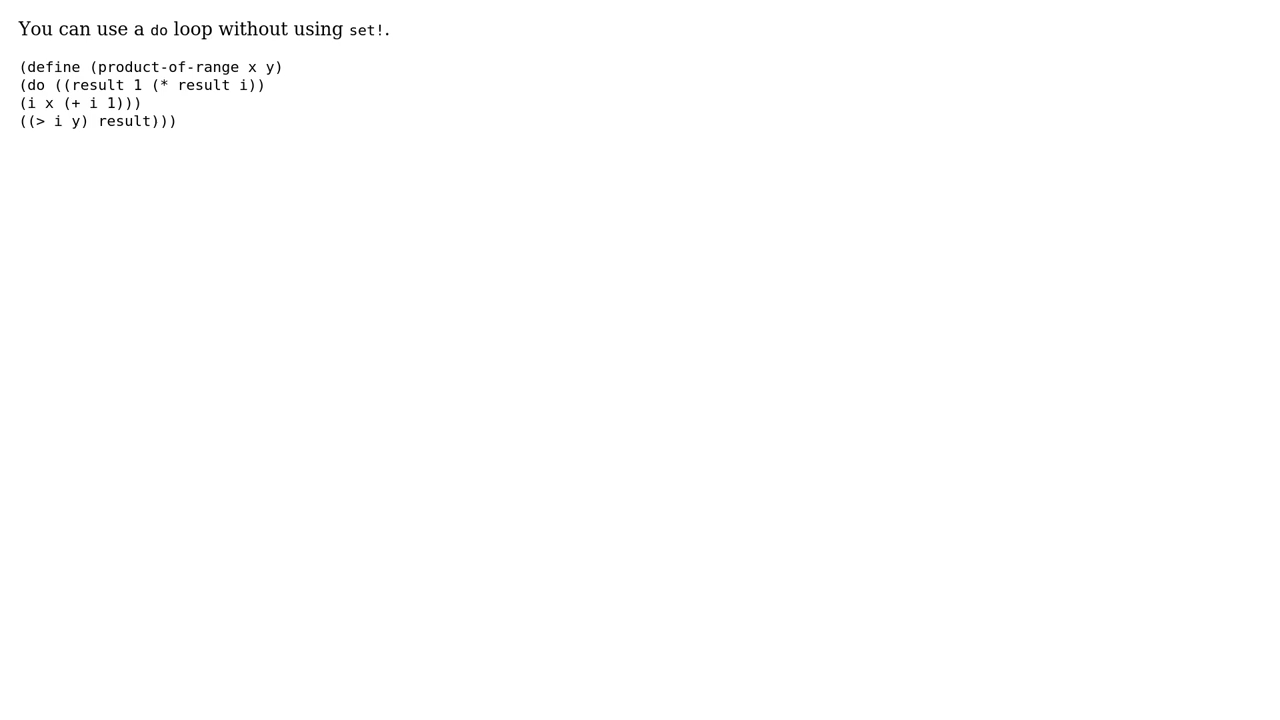 You can use a do loop without using set!.
(define (product-of-range x y)
(do ((result 1 (* result i))
(i x (+ i 1)))
((> i y) result)))